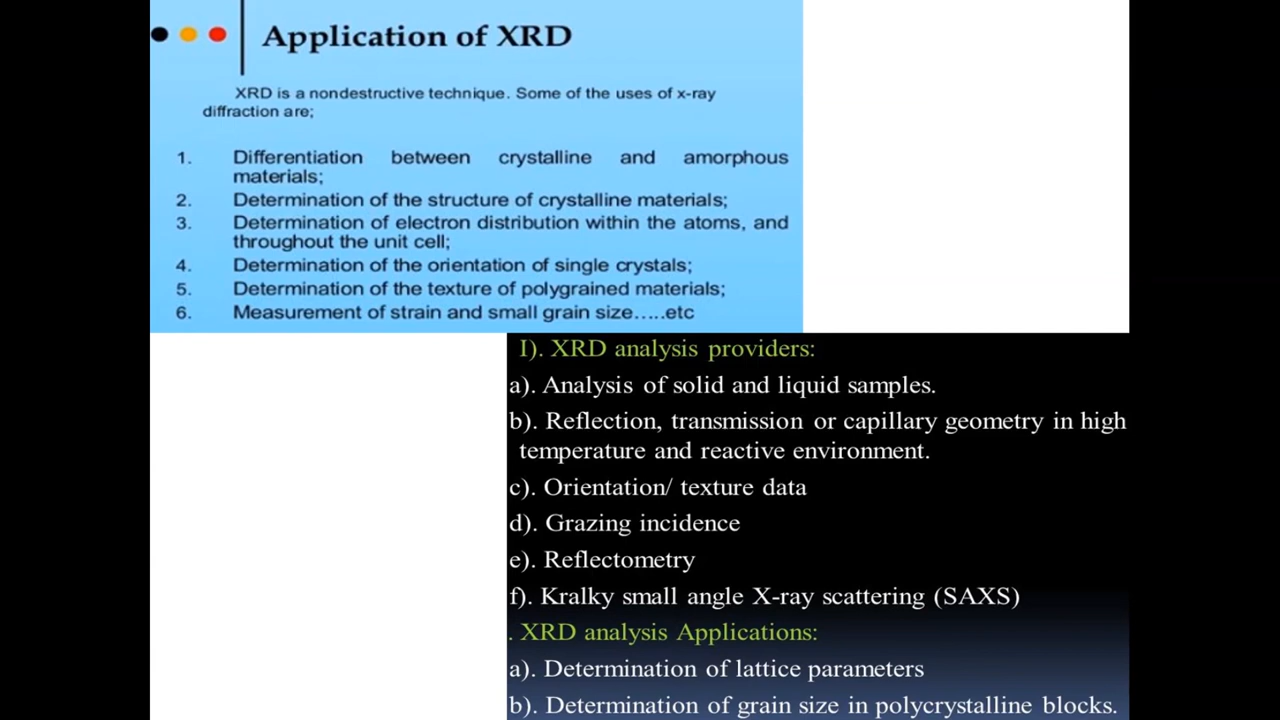 Application of XRD
XRD is a nondestructive technique. Some of the uses of x-ray
diffraction are;
1. Differentiation between crystalline and amorphous
materials;
2. Determination of the structure of crystalline materials;
3. Determination of electron distribution within the atoms, and
throughout the unit cell;
4. Determination of the orientation of single crystals;
5. Determination of the texture of polygrained materials;
6. Measurement of strain and small grain size…..etc
I). XRD analysis providers:
a). Analysis of solid and liquid samples.
b). Reflection, transmission or capillary geometry in high
temperature and reactive environment.
c). Orientation/ texture data
d). Grazing incidence
e). Reflectometry
f). Kralky small angle X-ray scattering (SAXS)
. XRD analysis Applications:
a). Determination of lattice parameters
b). Determination of grain size in polycrystalline blocks.